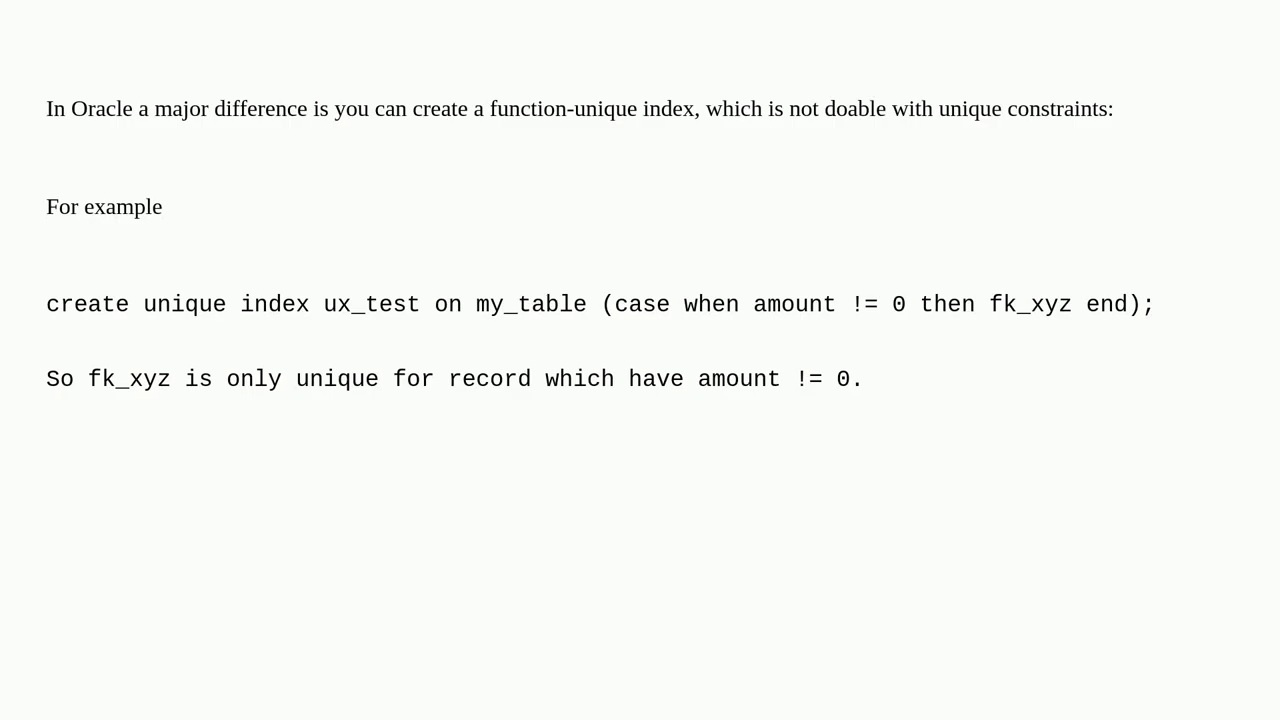 In Oracle a major difference is you can create a function-unique index, which is not doable with unique constraints:
For example
create unique index ux_test on my_table (case when amount != 0 then fk_xyz end);
So fk_xyz is only unique for record which have amount != 0.